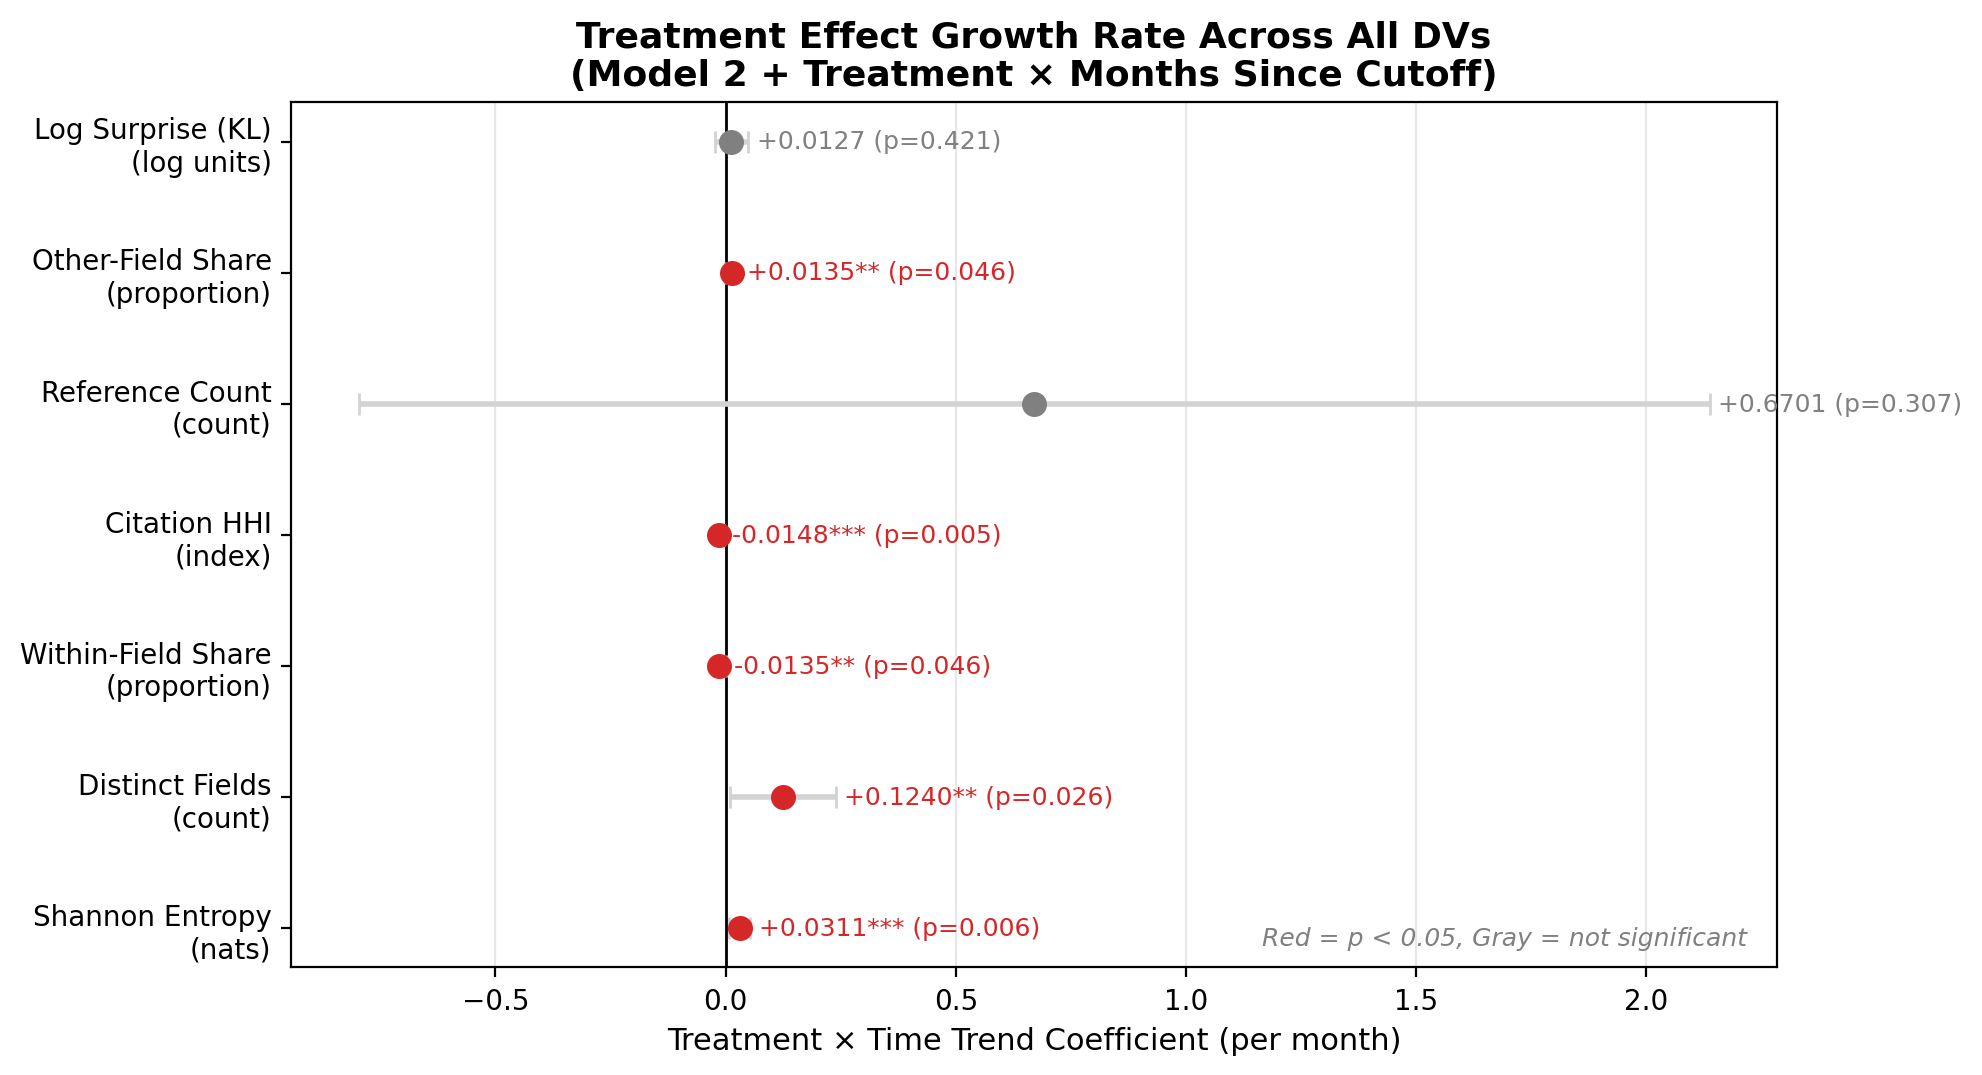 Treatment Effect Growth Rate Across All DVs
(Model 2 + Treatment × Months Since Cutoff)
Log Surprise (KL)
(log units)
+0.0127 (p=0.421)
Other-Field Share
(proportion)
+0.0135** (p=0.046)
Reference Count
(count)
+0.6701 (p=0.307)
Citation HHI
(index)
-0.0148*** (p=0.005)
Within-Field Share
(proportion)
-0.0135** (p=0.046)
Distinct Fields
(count)
+0.1240** (p=0.026)
Shannon Entropy
(nats)
+0.0311*** (p=0.006)
Red = p < 0.05, Gray = not significant
−0.5 0.0 0.5 1.0 1.5 2.0
Treatment × Time Trend Coefficient (per month)